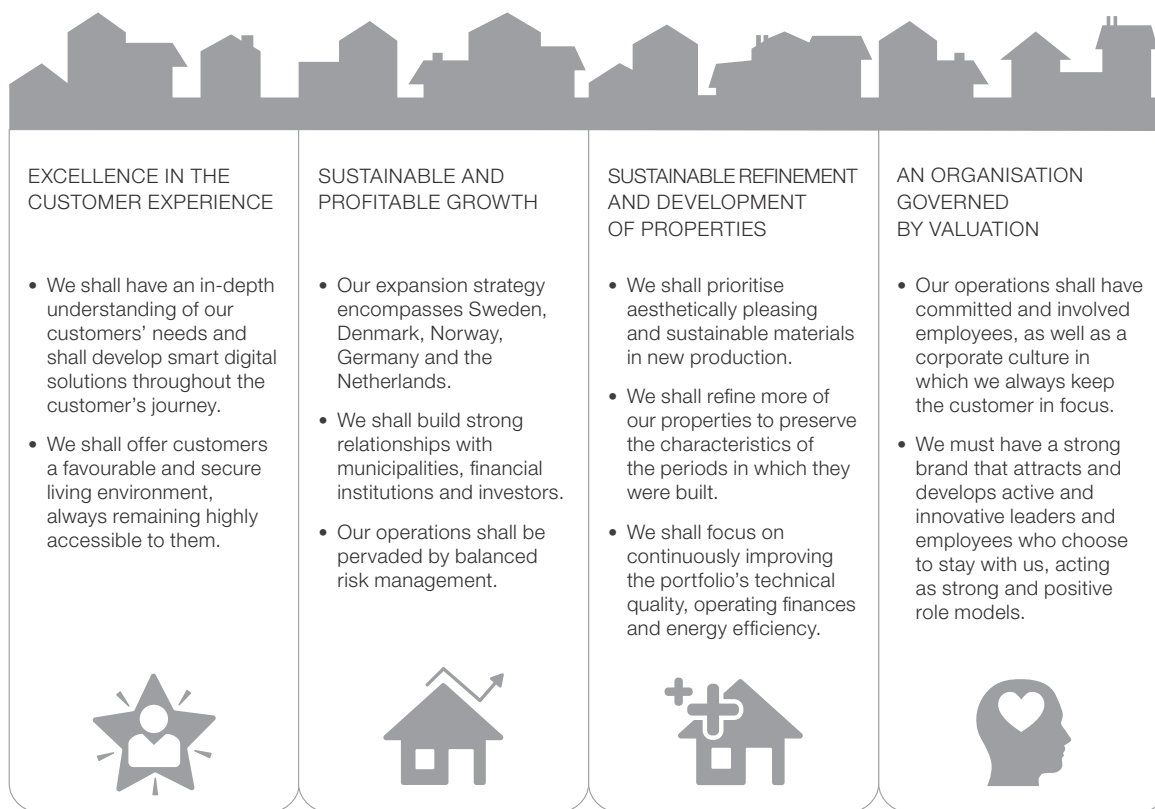 EXCELLENCE IN THE
CUSTOMER EXPERIENCE
• We shall have an in-depth
understanding of our
customers’ needs and
shall develop smart digital
solutions throughout the
customer’s journey.
• We shall offer customers
a favourable and secure
living environment,
always remaining highly
accessible to them.
SUSTAINABLE AND
PROFITABLE GROWTH
• Our expansion strategy
encompasses Sweden,
Denmark, Norway,
Germany and the
Netherlands.
• We shall build strong
relationships with
municipalities, financial
institutions and investors.
• Our operations shall be
pervaded by balanced
risk management.
SUSTAINABLE REFINEMENT
AND DEVELOPMENT
OF PROPERTIES
• We shall prioritise
aesthetically pleasing
and sustainable materials
in new production.
• We shall refine more of
our properties to preserve
the characteristics of
the periods in which they
were built.
• We shall focus on
continuously improving
the portfolio’s technical
quality, operating finances
and energy efficiency.
AN ORGANISATION
GOVERNED
BY VALUATION
• Our operations shall have
committed and involved
employees, as well as a
corporate culture in
which we always keep
the customer in focus.
• We must have a strong
brand that attracts and
develops active and
innovative leaders and
employees who choose
to stay with us, acting
as strong and positive
role models.